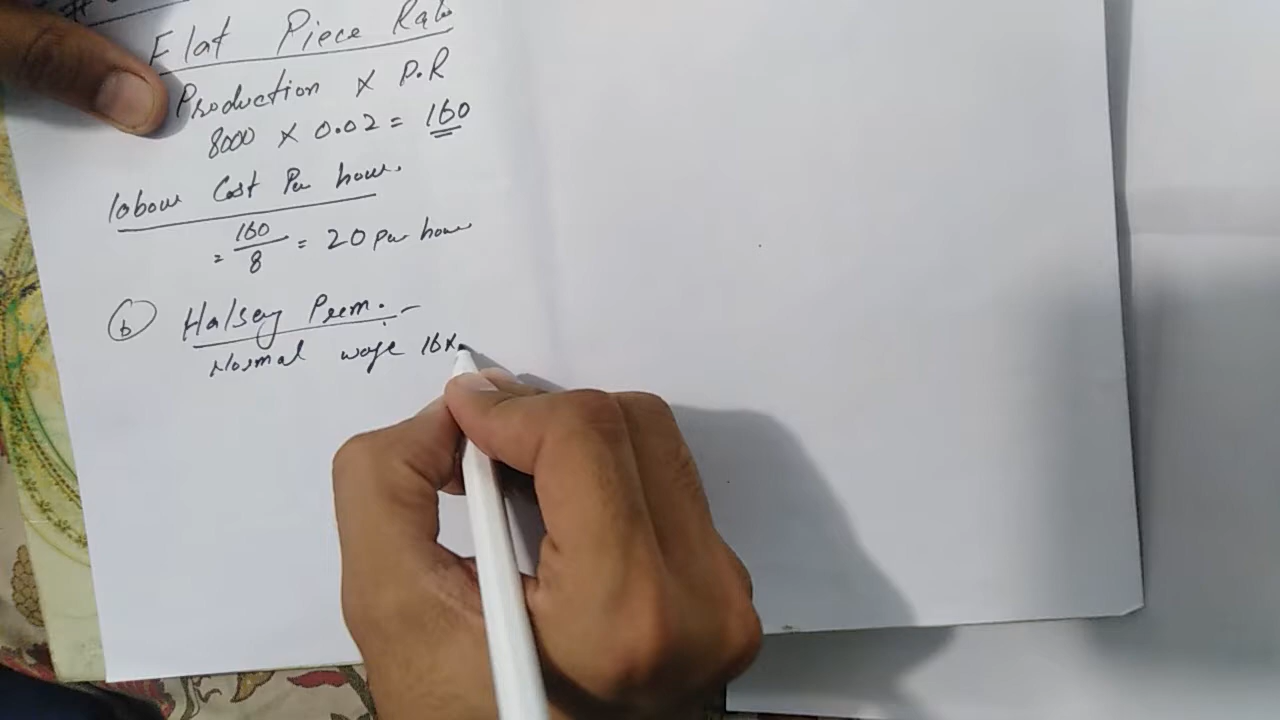 Flat Piece Rate
Production × P.R
8000 × 0.02 = 160
labour Cost Per hour.
= 160 / 8 = 20 per hour
(b) Halsey Prem. -
Normal wage 16×